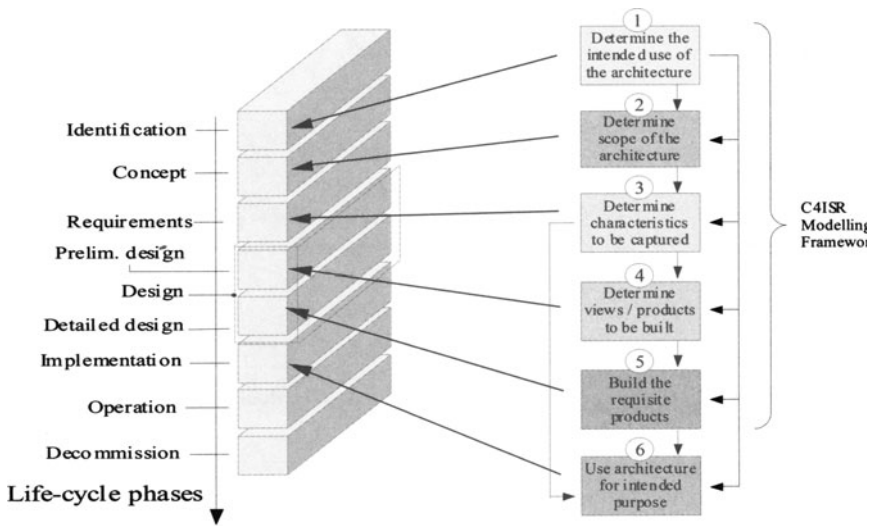 Identification
Concept
Requirements
Prelim. design
Design
Detailed design
Implementation
Operation
Decommission
Life-cycle phases
1
Determine the
intended use of
the architecture
2
Determine
scope of the
architecture
3
Determine
characteristics
to be captured
4
Determine
views / products
to be built
5
Build the
requisite
products
6
Use architecture
for intended
purpose
C4ISR
Modelling
Framewor